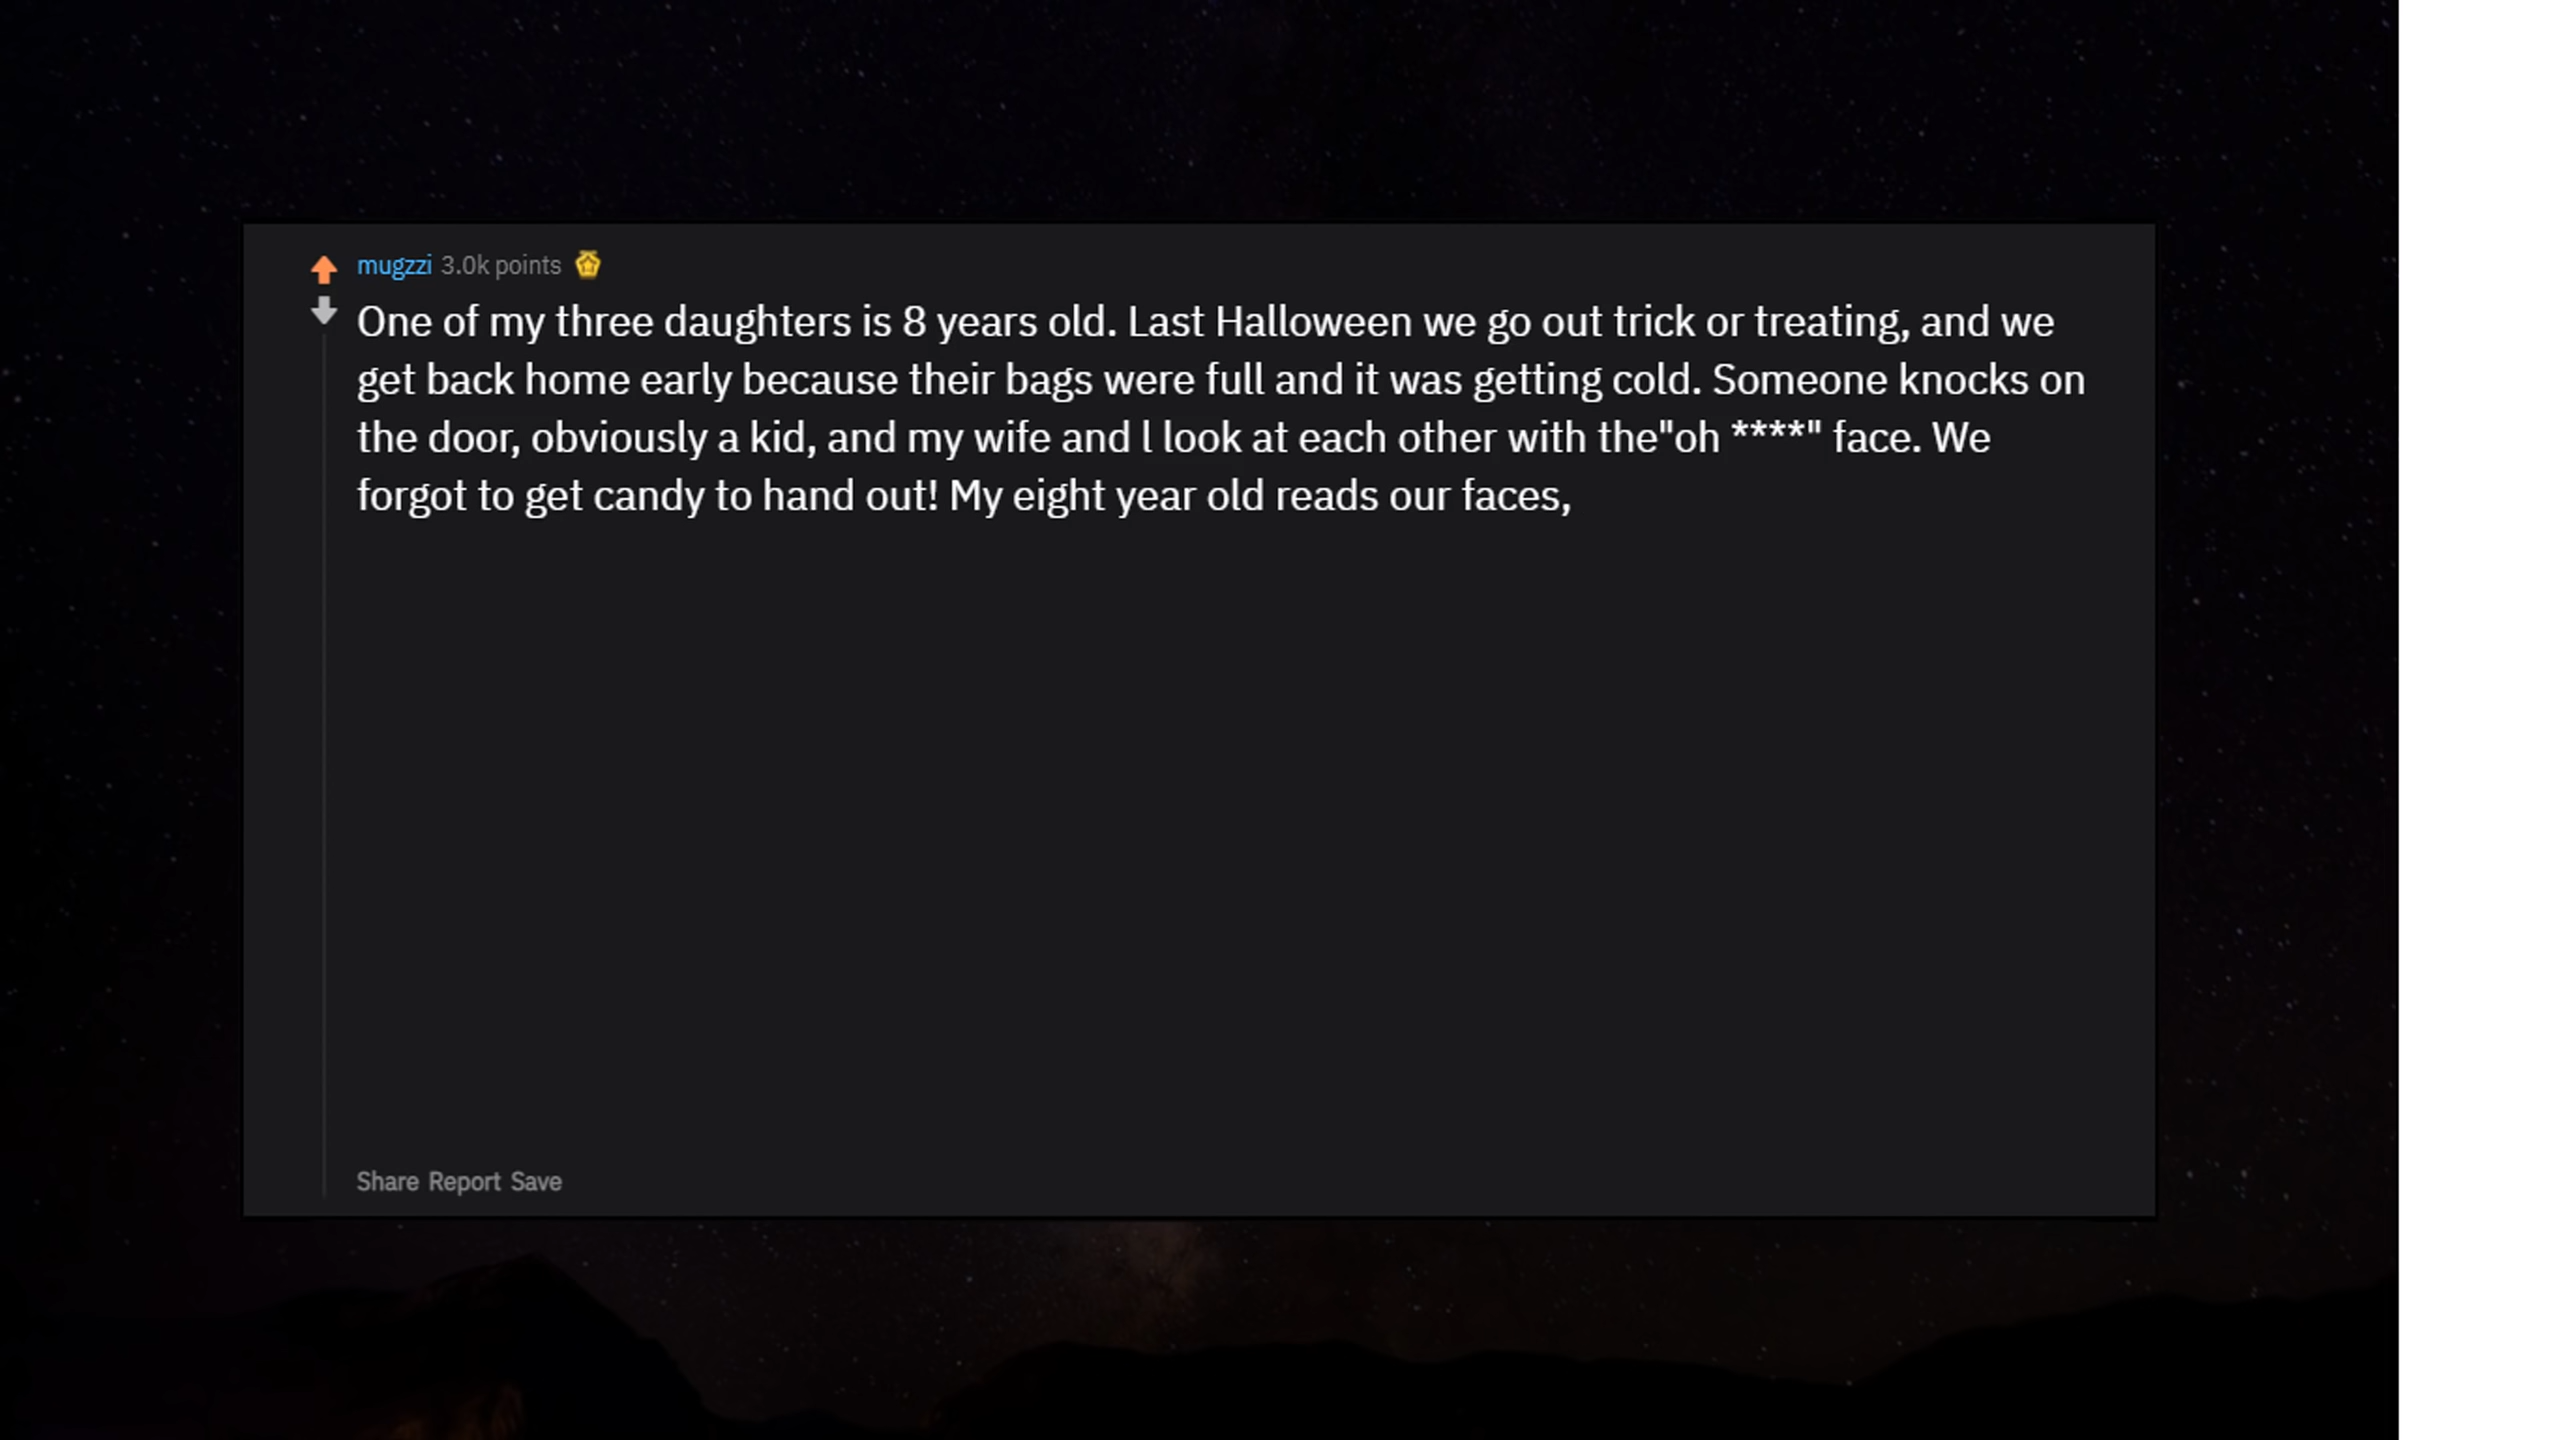 mugzzi 3.0k points
One of my three daughters is 8 years old. Last Halloween we go out trick or treating, and we
get back home early because their bags were full and it was getting cold. Someone knocks on
the door, obviously a kid, and my wife and l look at each other with the"oh ****" face. We
forgot to get candy to hand out! My eight year old reads our faces,
Share Report Save